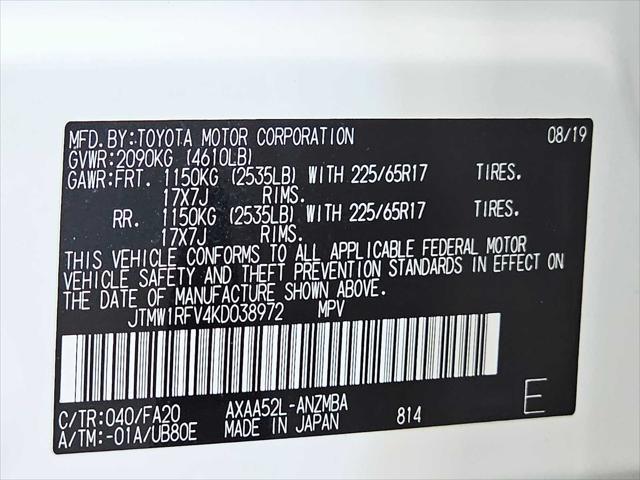 MFD. BY:TOYOTA MOTOR CORPORATION 08/19
GVWR:2090KG (4610LB)
GAWR:FRT. 1150KG (2535LB) WITH 225/65R17 TIRES.
17X7J RIMS.
RR. 1150KG (2535LB) WITH 225/65R17 TIRES.
17X7J RIMS.
THIS VEHICLE CONFORMS TO ALL APPLICABLE FEDERAL MOTOR
VEHICLE SAFETY AND THEFT PREVENTION STANDARDS IN EFFECT ON
THE DATE OF MANUFACTURE SHOWN ABOVE.
JTMW1RFV4KD038972 MPV
C/TR:040/FA20 AXAA52L-ANZMBA
A/TM:-01A/UB80E MADE IN JAPAN 814 E